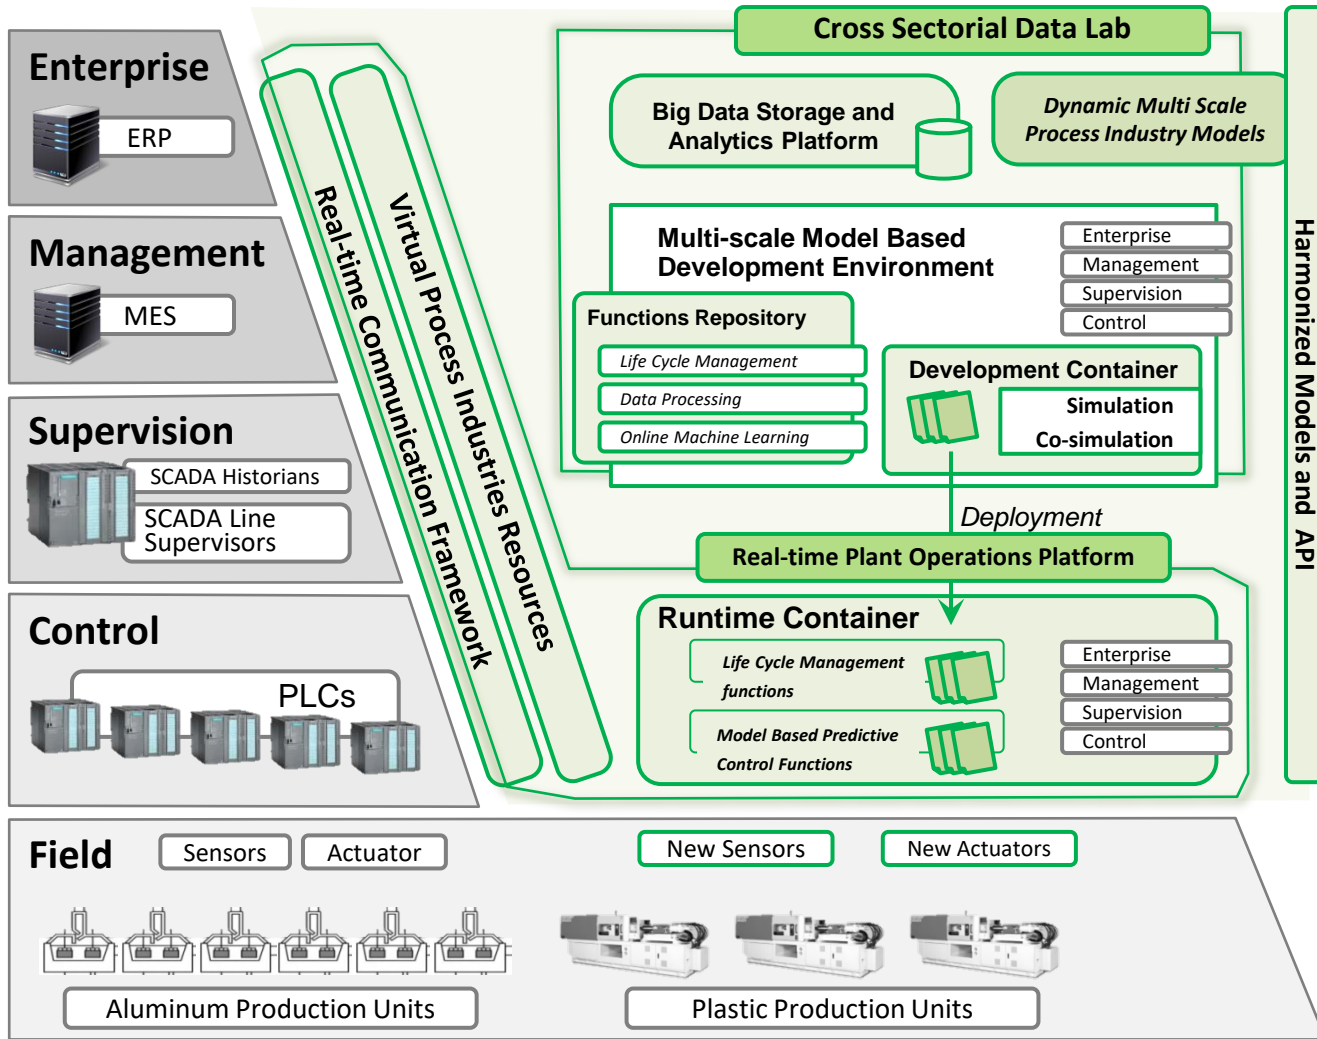 Enterprise
ERP
Management
MES
Supervision
SCADA Historians
SCADA Line
Supervisors
Control
PLCs
Real-time Communication Framework
Virtual Process Industries Resources
Cross Sectorial Data Lab
Big Data Storage and
Analytics Platform
Dynamic Multi Scale
Process Industry Models
Multi-scale Model Based
Development Environment
Enterprise
Management
Supervision
Control
Functions Repository
Life Cycle Management
Data Processing
Online Machine Learning
Development Container
Simulation
Co-simulation
Deployment
Real-time Plant Operations Platform
Runtime Container
Life Cycle Management
functions
Model Based Predictive
Control Functions
Enterprise
Management
Supervision
Control
Harmonized Models and API
Field
Sensors
Actuator
New Sensors
New Actuators
Aluminum Production Units
Plastic Production Units